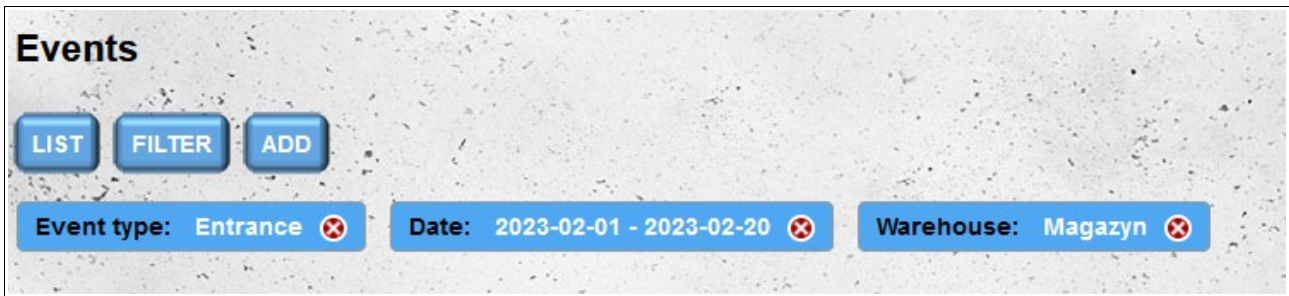 Events
LIST FILTER ADD
Event type: Entrance Date: 2023-02-01 - 2023-02-20 Warehouse: Magazyn